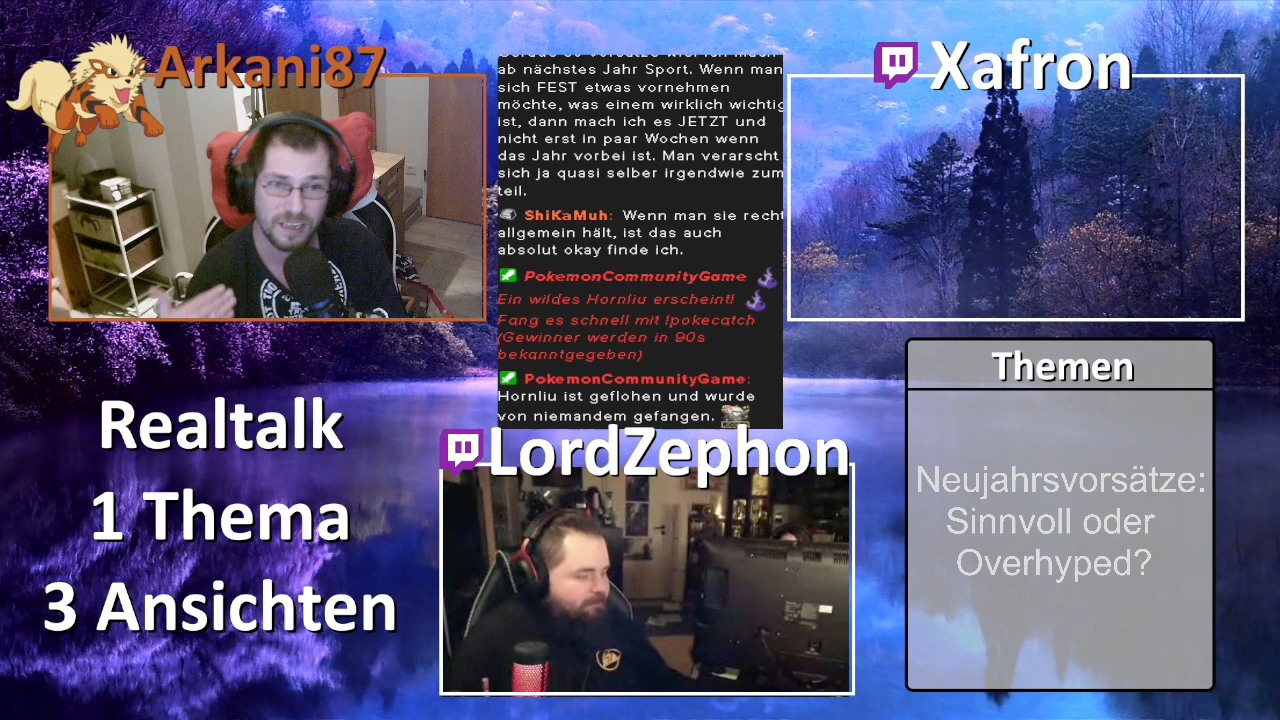 Arkani87
ab nächstes Jahr Sport. Wenn man
sich FEST etwas vornehmen
möchte, was einem wirklich wichtig
ist, dann mach ich es JETZT und
nicht erst in paar Wochen wenn
das Jahr vorbei ist. Man verarscht
sich ja quasi selber irgendwie zum
teil.
ShiKaMuh: Wenn man sie recht
allgemein hält, ist das auch
absolut okay finde ich.
PokemonCommunityGame
Ein wildes Hornliu erscheint!
Fang es schnell mit !pokecatch
(Gewinner werden in 90s
bekanntgegeben)
PokemonCommunityGame:
Hornliu ist geflohen und wurde
von niemandem gefangen.
Xafron
Realtalk
1 Thema
3 Ansichten
LordZephon
Themen
Neujahrsvorsätze:
Sinnvoll oder
Overhyped?